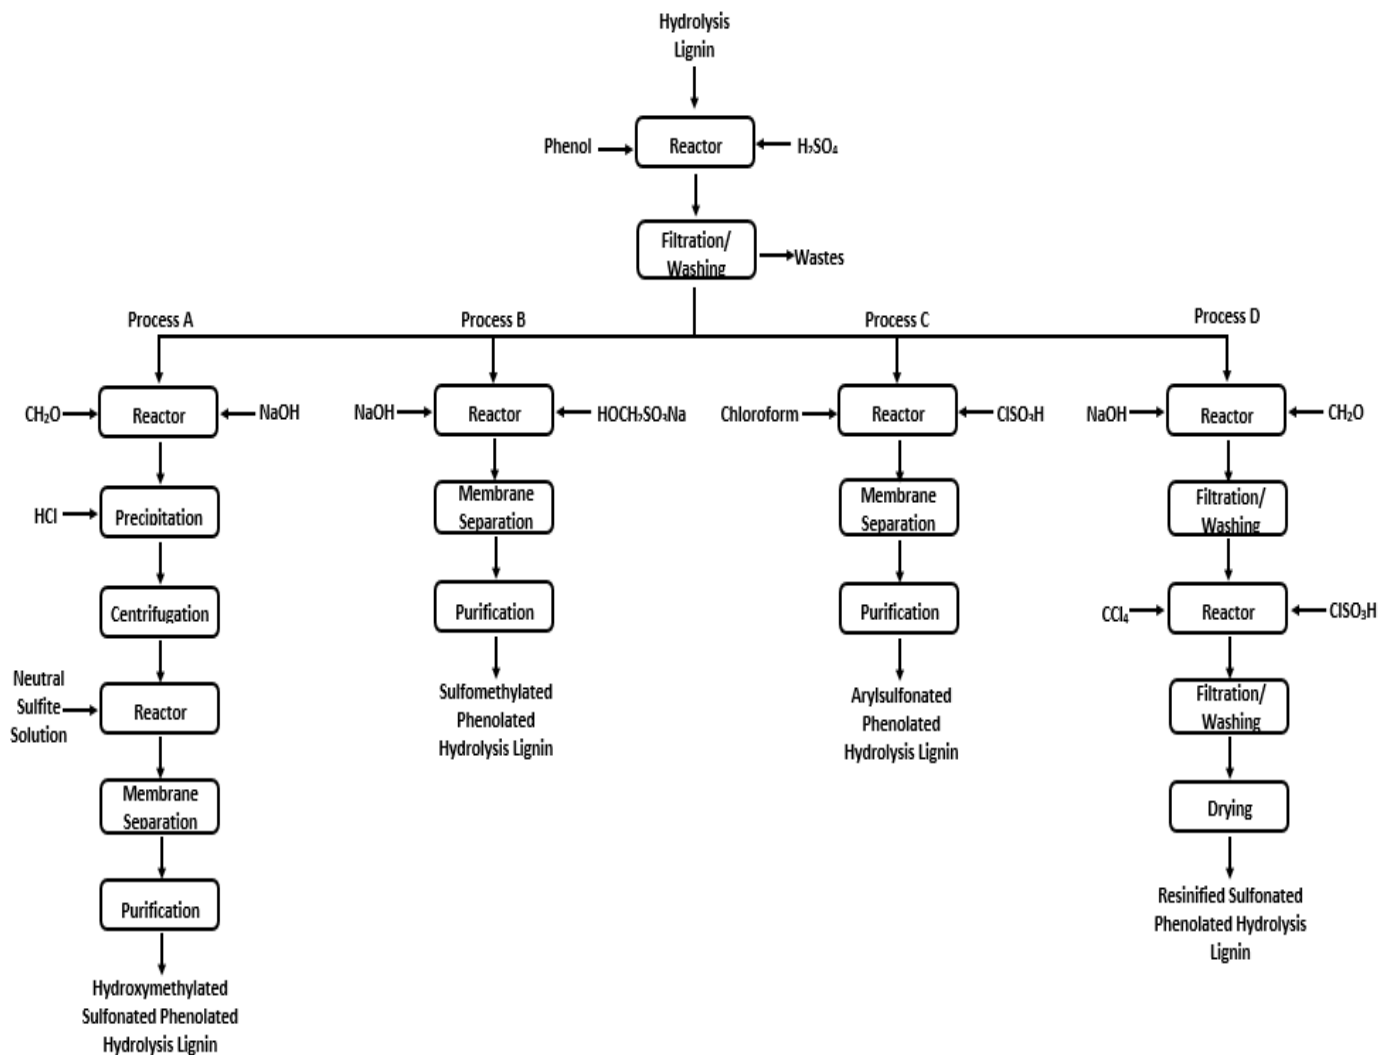 Hydrolysis
Lignin
Phenol
Reactor
H₂SO₄
Filtration/
Washing
Wastes
Process A
Process B
Process C
Process D
CH₂O
Reactor
NaOH
NaOH
Reactor
HOCH₂SO₃Na
Chloroform
Reactor
ClSO₃H
NaOH
Reactor
CH₂O
HCl
Precipitation
Membrane
Separation
Membrane
Separation
Filtration/
Washing
Centrifugation
Purification
Purification
CCl₄
Reactor
ClSO₃H
Neutral
Sulfite
Solution
Reactor
Sulfomethylated
Phenolated
Hydrolysis Lignin
Arylsulfonated
Phenolated
Hydrolysis Lignin
Filtration/
Washing
Membrane
Separation
Drying
Purification
Resinified Sulfonated
Phenolated Hydrolysis
Lignin
Hydroxymethylated
Sulfonated Phenolated
Hydrolysis Lignin